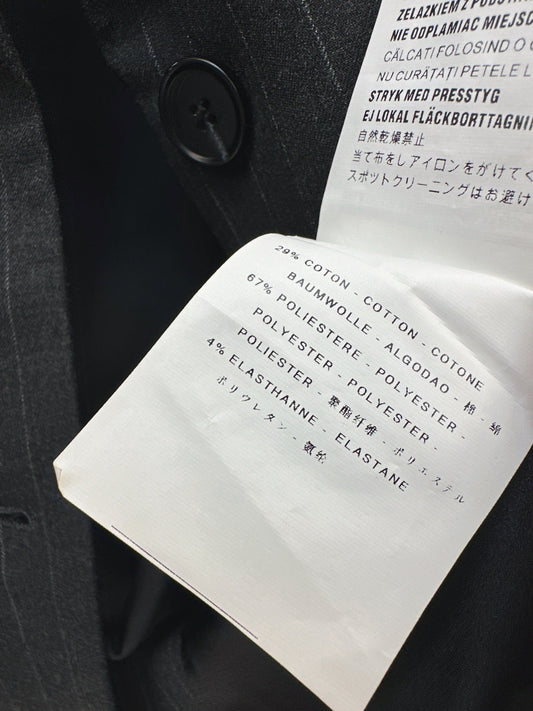 ŻELAZKIEM Z
NIE ODPLAMIAC MIEJSC
CĂLCAȚI FOLOSIND O
NU CURĂȚAȚI PETELE L
STRYK MED PRESSTYG
EJ LOKAL FLÄCKBORTTAGNIN
自然乾燥禁止
当て布をしアイロンをがけてく
スポットクリーニングはお避け
29% COTON - COTTON - COTONE
BAUMWOLLE - ALGODAO - 棉 - 綿
67% POLIESTERE - POLYESTER -
POLYESTER - POLYESTER -
POLIESTER - 聚酯纤维 - ポリエステル
4% ELASTHANNE - ELASTANE
ポリウレタン - 氨纶